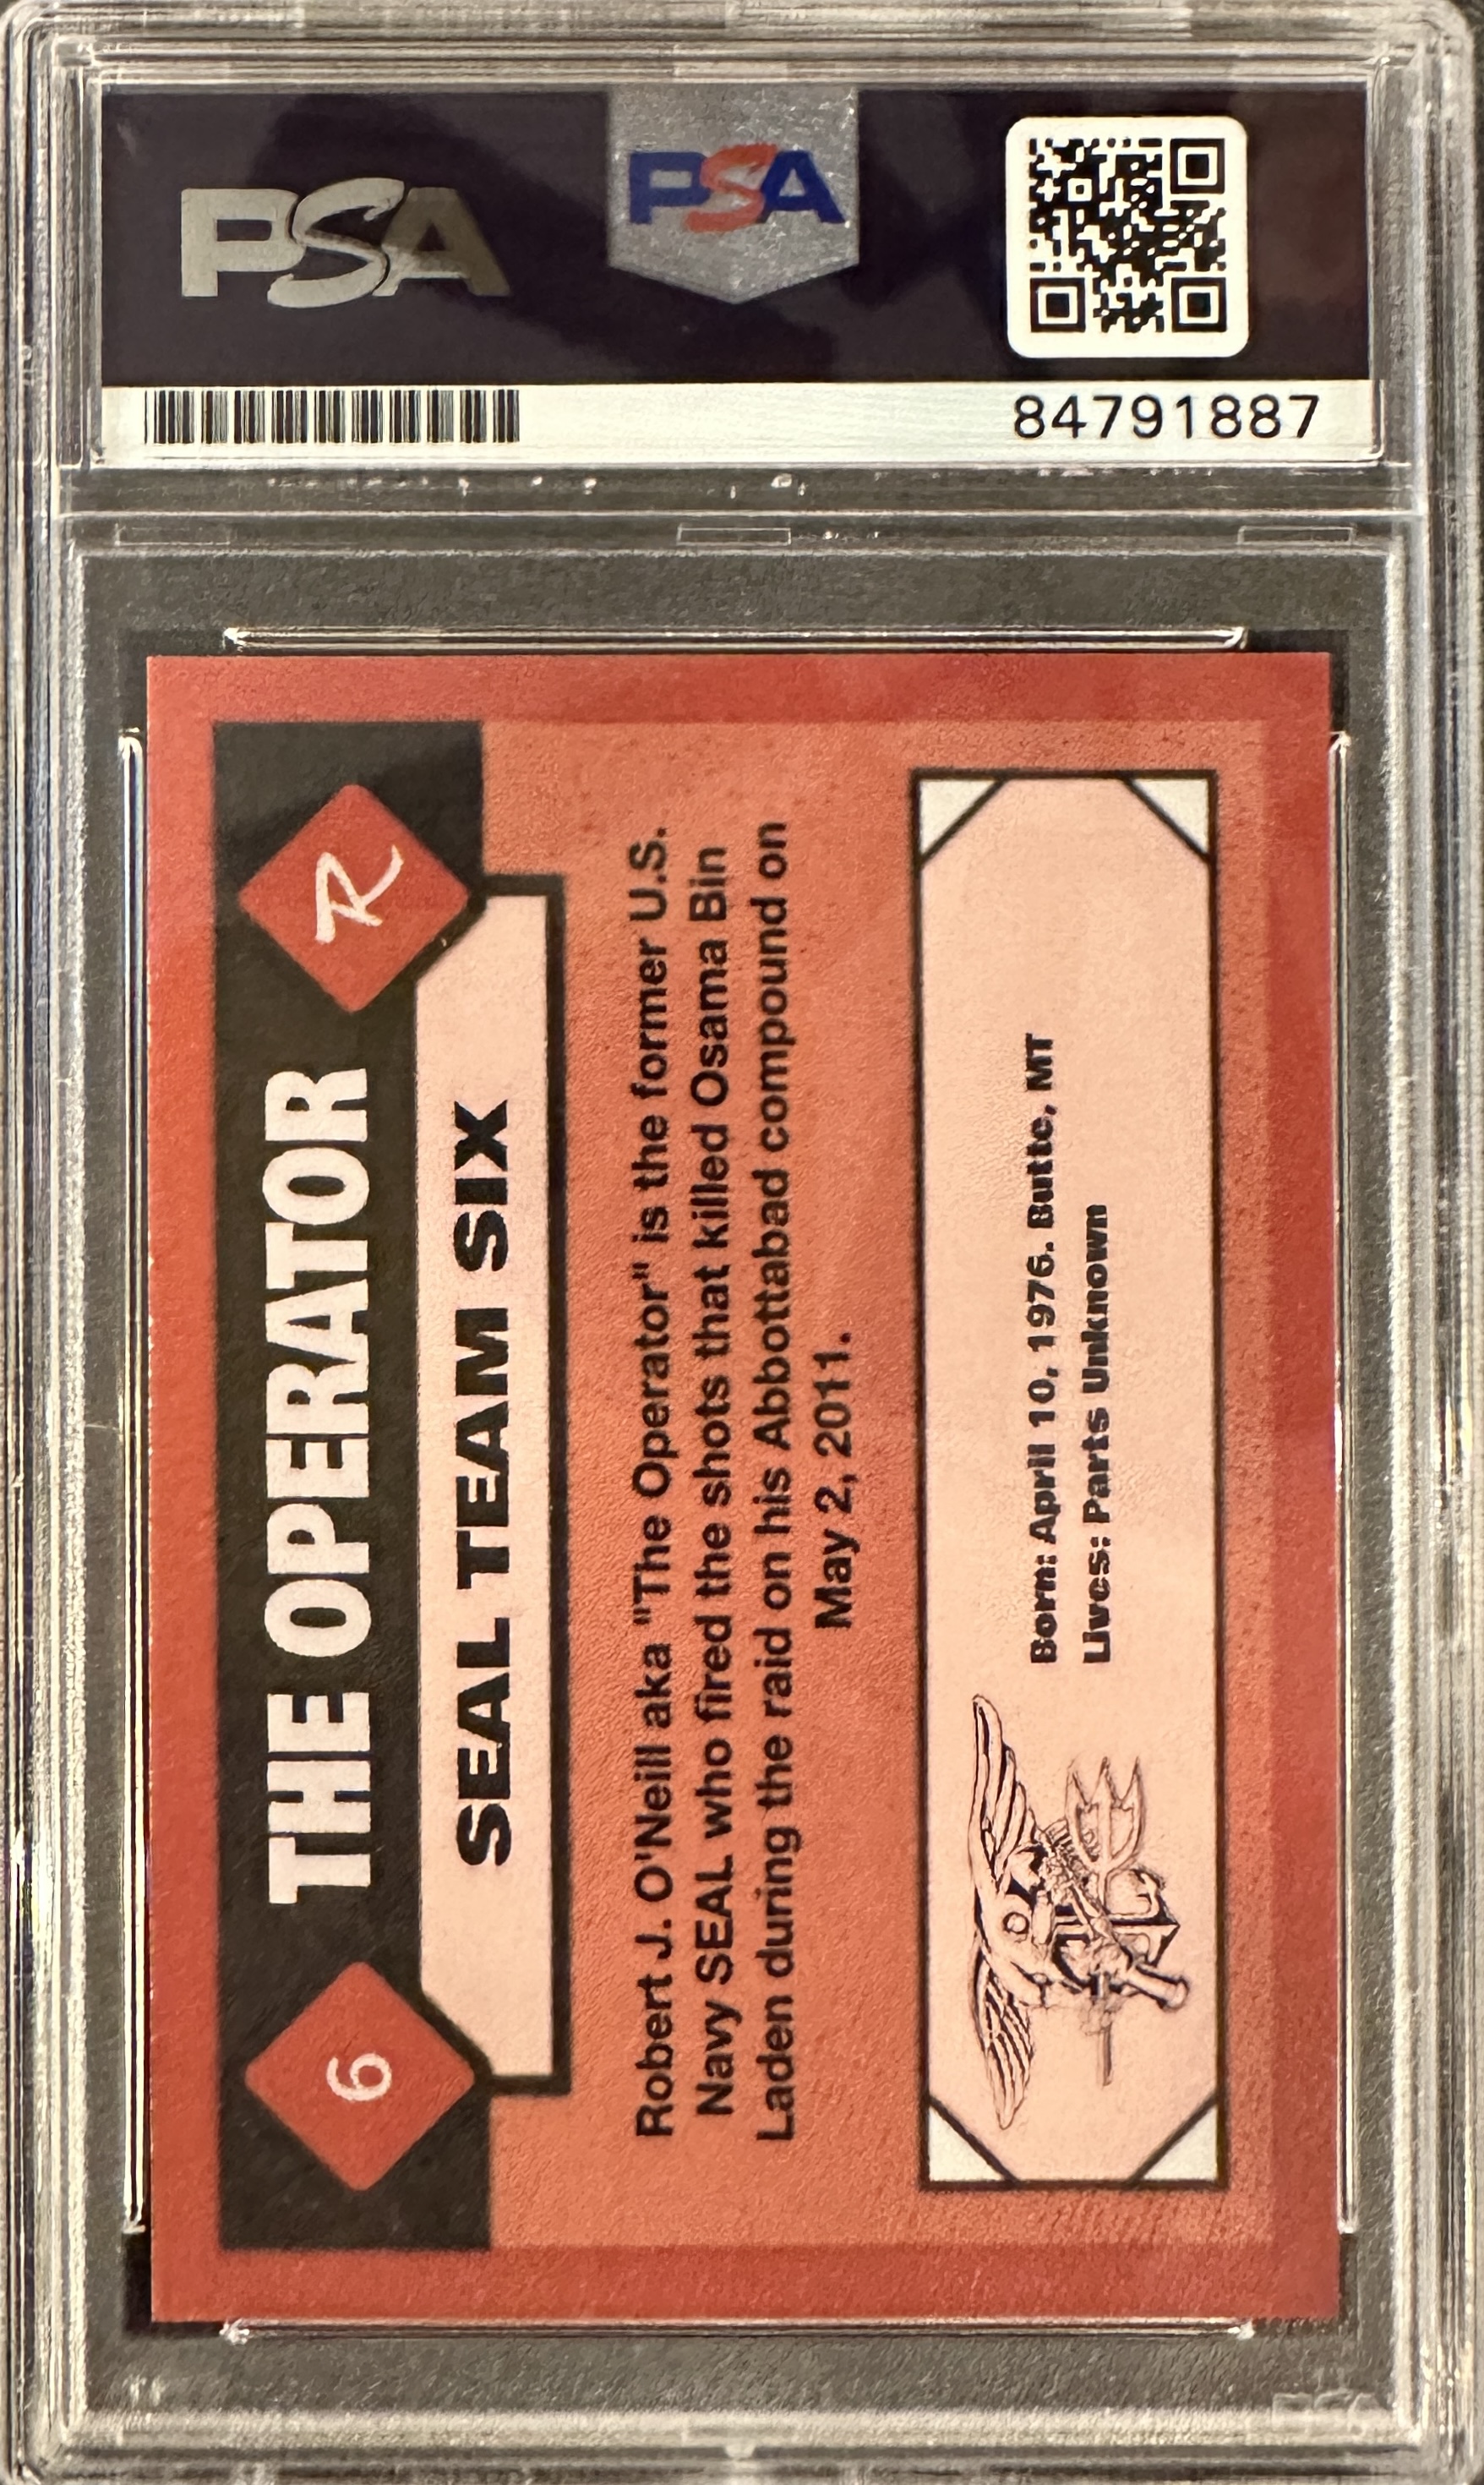 PSA
PSA
84791887
6
THE OPERATOR
R
SEAL TEAM SIX
Robert J. O'Neill aka "The Operator" is the former U.S.
Navy SEAL who fired the shots that killed Osama Bin
Laden during the raid on his Abbottabad compound on
May 2, 2011.
Born: April 10, 1976. Butte, MT
Lives: Parts Unknown
PSA